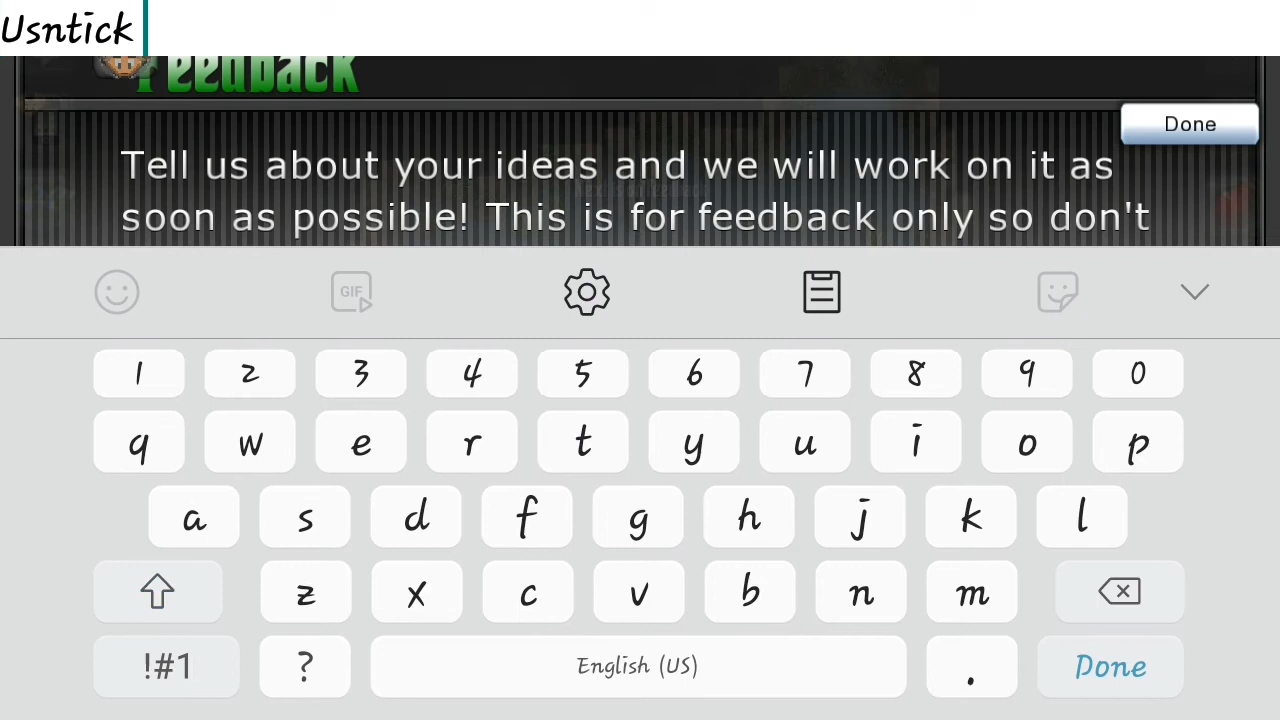 Usntick
Feedback
Done
Tell us about your ideas and we will work on it as
soon as possible! This is for feedback only so don't
GIF
1 2 3 4 5 6 7 8 9 0
q w e r t y u i o p
a s d f g h j k l
z x c v b n m
!#1 ? English (US) . Done